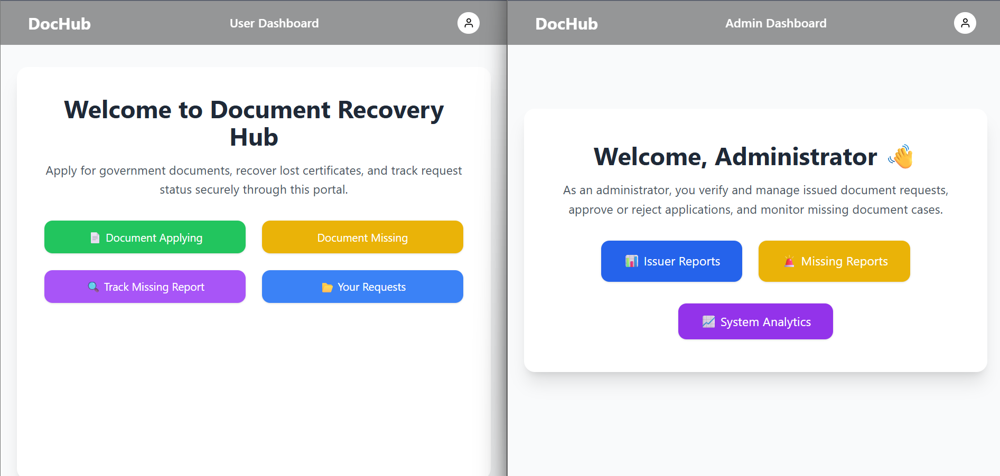 DocHub
User Dashboard
Welcome to Document Recovery
Hub
Apply for government documents, recover lost certificates, and track request
status securely through this portal.
Document Applying
Document Missing
Track Missing Report
Your Requests
DocHub
Admin Dashboard
Welcome, Administrator
As an administrator, you verify and manage issued document requests,
approve or reject applications, and monitor missing document cases.
Issuer Reports
Missing Reports
System Analytics